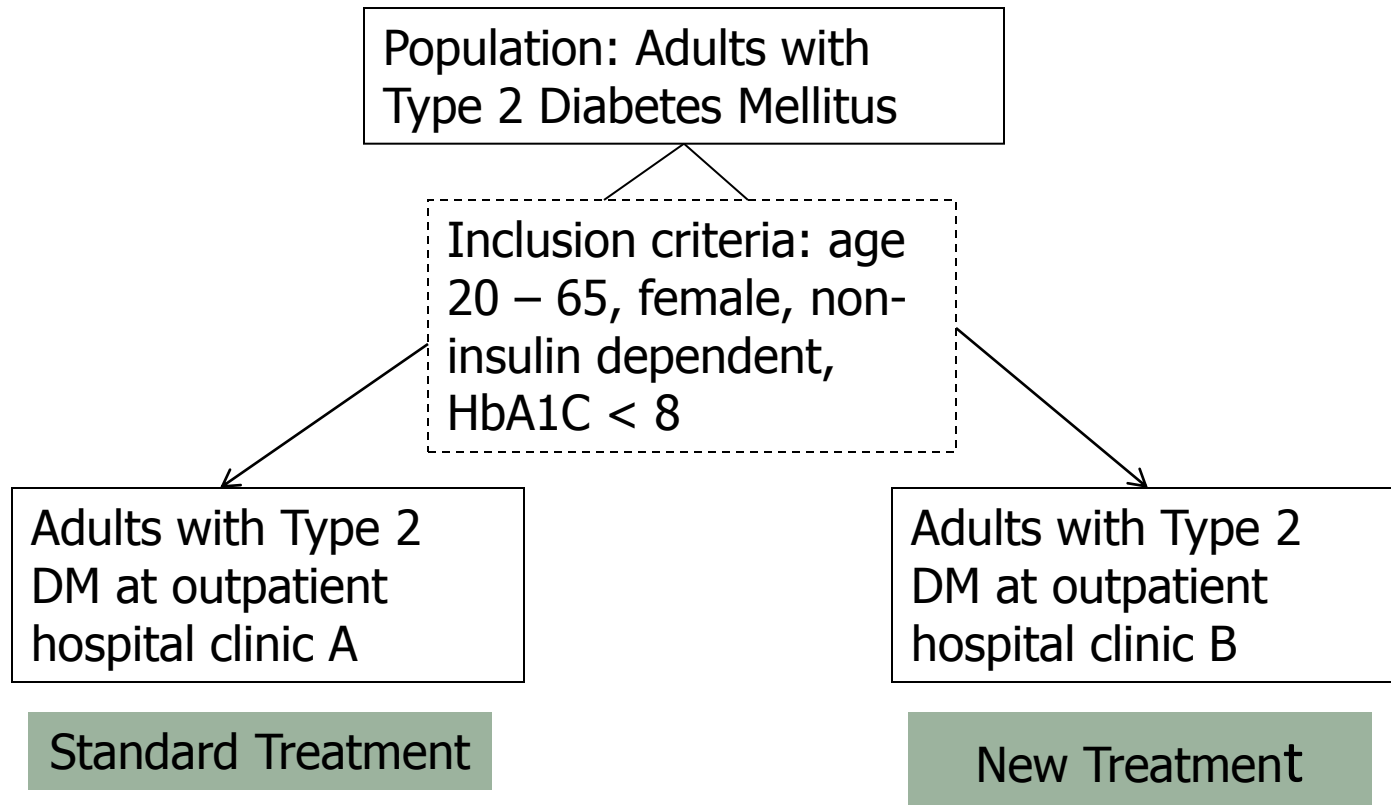 Population: Adults with
Type 2 Diabetes Mellitus
Inclusion criteria: age
20 – 65, female, non-
insulin dependent,
HbA1C < 8
Adults with Type 2
DM at outpatient
hospital clinic A
Adults with Type 2
DM at outpatient
hospital clinic B
Standard Treatment
New Treatment